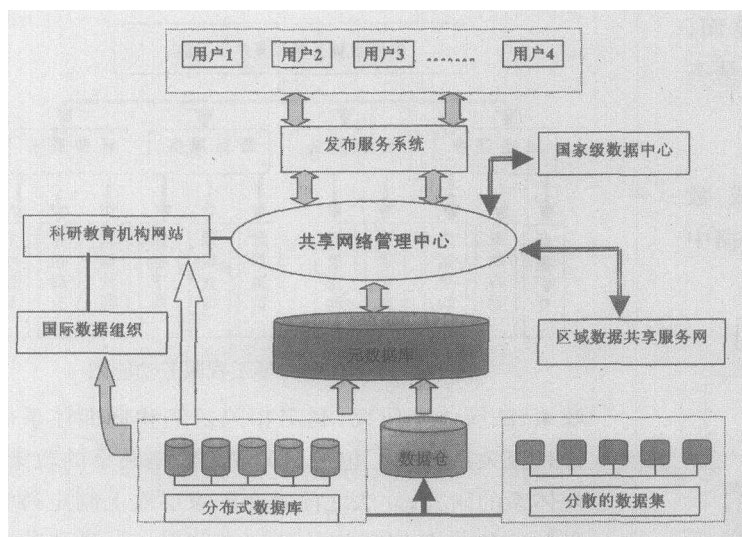 用户1 用户2 用户3 ....... 用户4
发布服务系统
国家级数据中心
科研教育机构网站
共享网络管理中心
国际数据组织
元数据库
区域数据共享服务网
数据仓
分布式数据库
分散的数据集